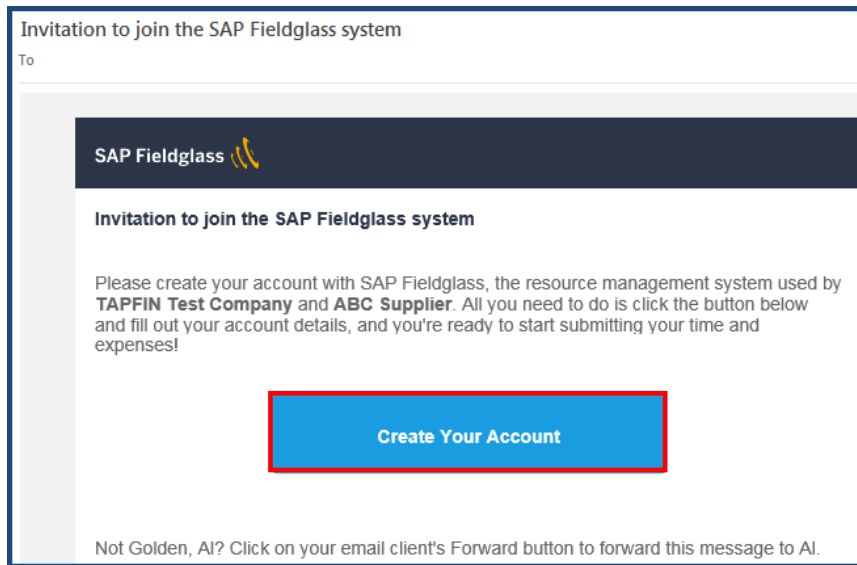 Invitation to join the SAP Fieldglass system
To
SAP Fieldglass
Invitation to join the SAP Fieldglass system
Please create your account with SAP Fieldglass, the resource management system used by
TAPFIN Test Company and ABC Supplier. All you need to do is click the button below
and fill out your account details, and you're ready to start submitting your time and
expenses!
Create Your Account
Not Golden, Al? Click on your email client's Forward button to forward this message to Al.